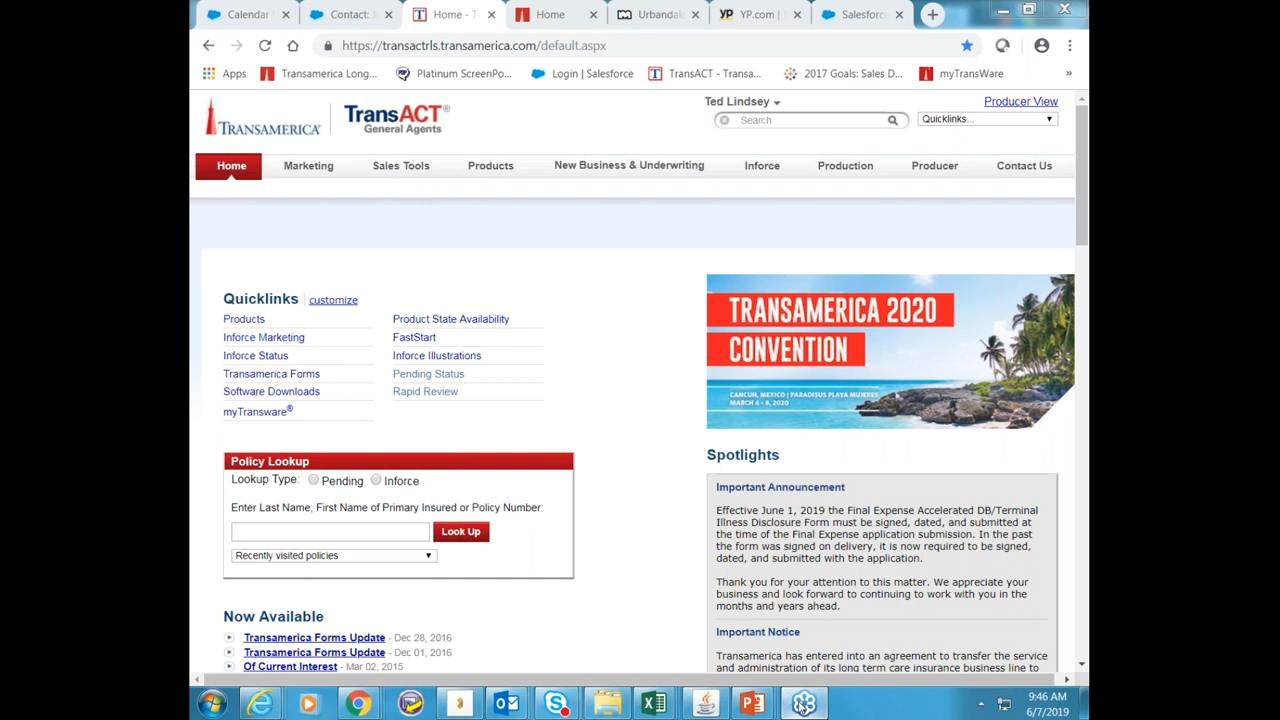 Calendar
Contact: J
Home - T
Home
Urbandal
YP.com |
Salesforc
https://transactrls.transamerica.com/default.aspx
Apps
Transamerica Long...
Platinum ScreenPo...
Login | Salesforce
TransACT - Transa...
2017 Goals: Sales D...
myTransWare
»
TRANSAMERICA
TransACT®
General Agents
Ted Lindsey
Producer View
Search
Quicklinks...
Home
Marketing
Sales Tools
Products
New Business & Underwriting
Inforce
Production
Producer
Contact Us
Quicklinks
customize
Products
Product State Availability
Inforce Marketing
FastStart
Inforce Status
Inforce Illustrations
Transamerica Forms
Pending Status
Software Downloads
Rapid Review
myTransware®
TRANSAMERICA 2020
CONVENTION
CANCUN, MEXICO | PARADISUS PLAYA MUJERES
MARCH 4 - 8, 2020
Policy Lookup
Lookup Type: Pending Inforce
Enter Last Name, First Name of Primary Insured or Policy Number:
Look Up
Recently visited policies
Now Available
Transamerica Forms Update - Dec 28, 2016
Transamerica Forms Update - Dec 01, 2016
Of Current Interest - Mar 02, 2015
Spotlights
Important Announcement
Effective June 1, 2019 the Final Expense Accelerated DB/Terminal
Illness Disclosure Form must be signed, dated, and submitted at
the time of the Final Expense application submission. In the past
the form was signed on delivery, it is now required to be signed,
dated, and submitted with the application.
Thank you for your attention to this matter. We appreciate your
business and look forward to continuing to work with you in the
months and years ahead.
Important Notice
Transamerica has entered into an agreement to transfer the service
and administration of its long term care insurance business line to
9:46 AM
6/7/2019